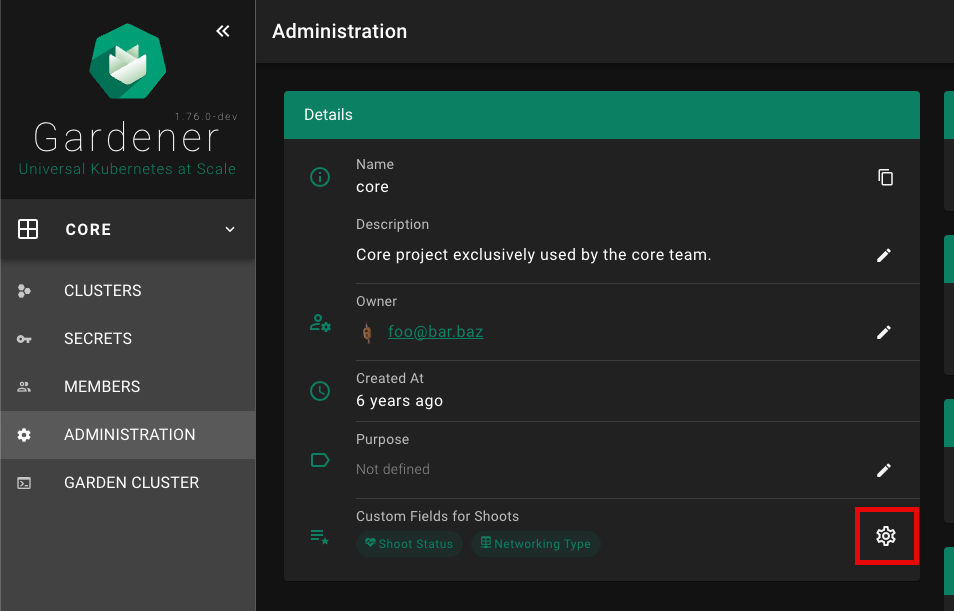 1.76.0-dev
Gardener
Universal Kubernetes at Scale
CORE
CLUSTERS
SECRETS
MEMBERS
ADMINISTRATION
GARDEN CLUSTER
Administration
Details
Name
core
Description
Core project exclusively used by the core team.
Owner
foo@bar.baz
Created At
6 years ago
Purpose
Not defined
Custom Fields for Shoots
Shoot Status Networking Type